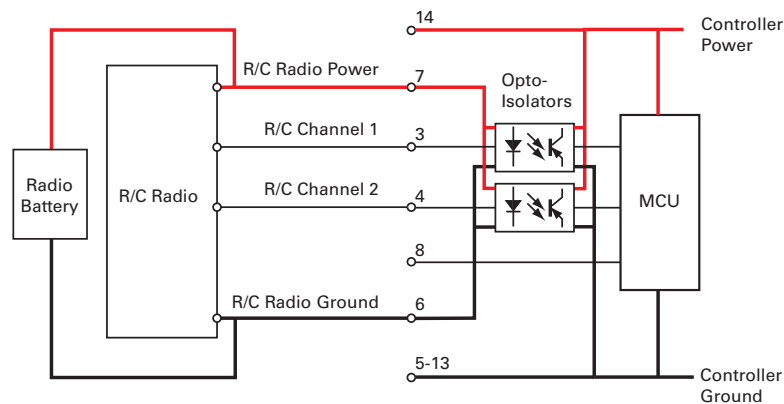 14
Controller
Power
R/C Radio Power
7
Opto-
Isolators
R/C Channel 1
3
Radio
Battery
R/C Radio
R/C Channel 2
4
MCU
8
R/C Radio Ground
6
5-13
Controller
Ground